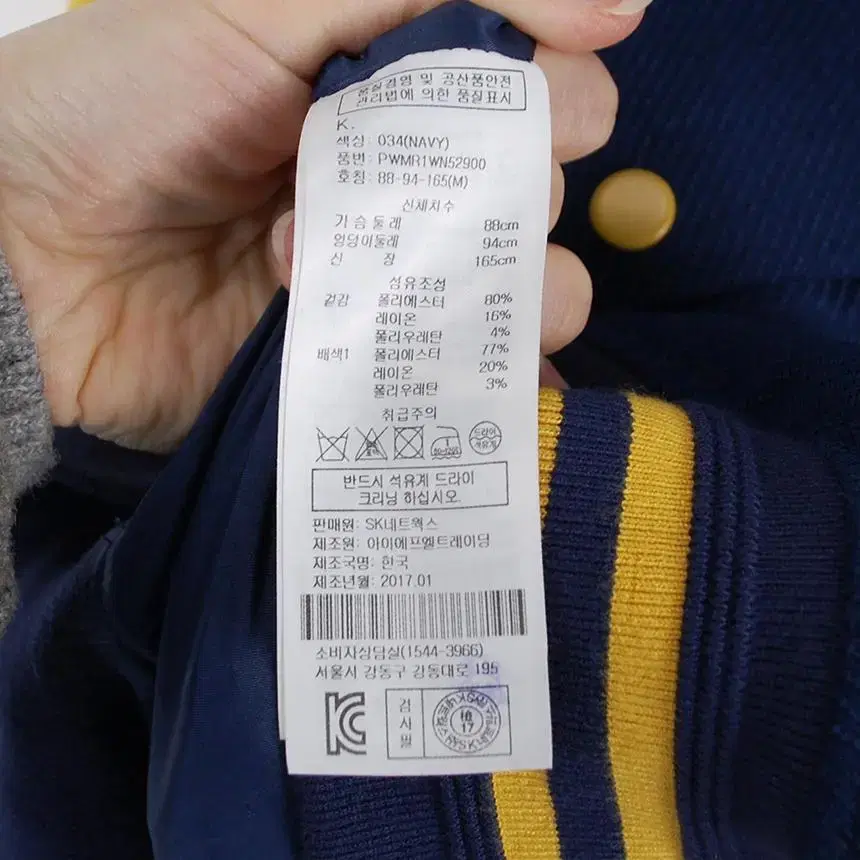 품질경영 및 공산품안전
관리법에 의한 품질표시
K.
색상: 034(NAVY)
품번: PWMR1WN52900
호칭: 88-94-165(M)
신체치수
가슴둘레 88cm
엉덩이둘레 94cm
신 장 165cm
섬유조성
겉감 폴리에스터 80%
레이온 16%
폴리우레탄 4%
배색1 폴리에스터 77%
레이온 20%
폴리우레탄 3%
취급주의
드라이
석유계
반드시 석유계 드라이
크리닝 하십시오.
판매원: SK네트웍스
제조원: 아이에프엘트레이딩
제조국명: 한국
제조년월: 2017.01
소비자상담실(1544-3966)
서울시 강동구 강동대로 195
검사필
檢
17